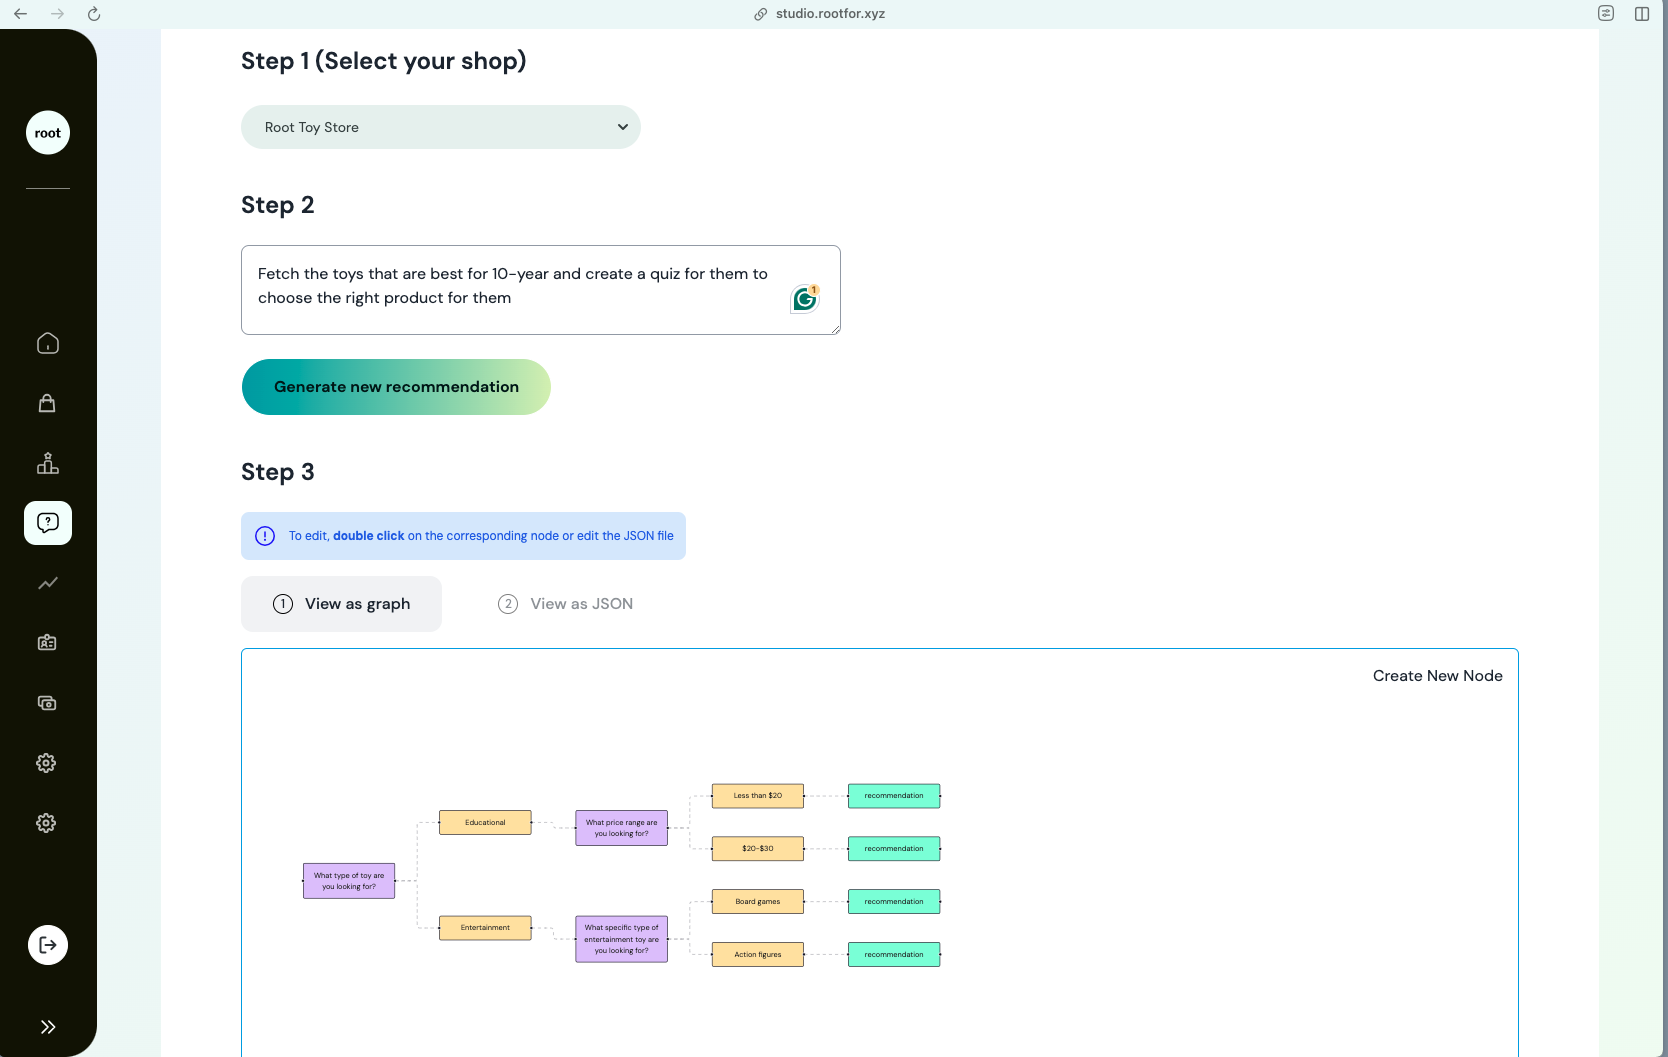 studio.rootfor.xyz
root
Step 1 (Select your shop)
Root Toy Store
Step 2
Fetch the toys that are best for 10-year and create a quiz for them to
choose the right product for them
1
Generate new recommendation
Step 3
To edit, double click on the corresponding node or edit the JSON file
1 View as graph
2 View as JSON
Create New Node
What type of toy are
you looking for?
Educational
Entertainment
What price range are
you looking for?
What specific type of
entertainment toy are
you looking for?
Less than $20
recommendation
$20-$30
recommendation
Board games
recommendation
Action figures
recommendation